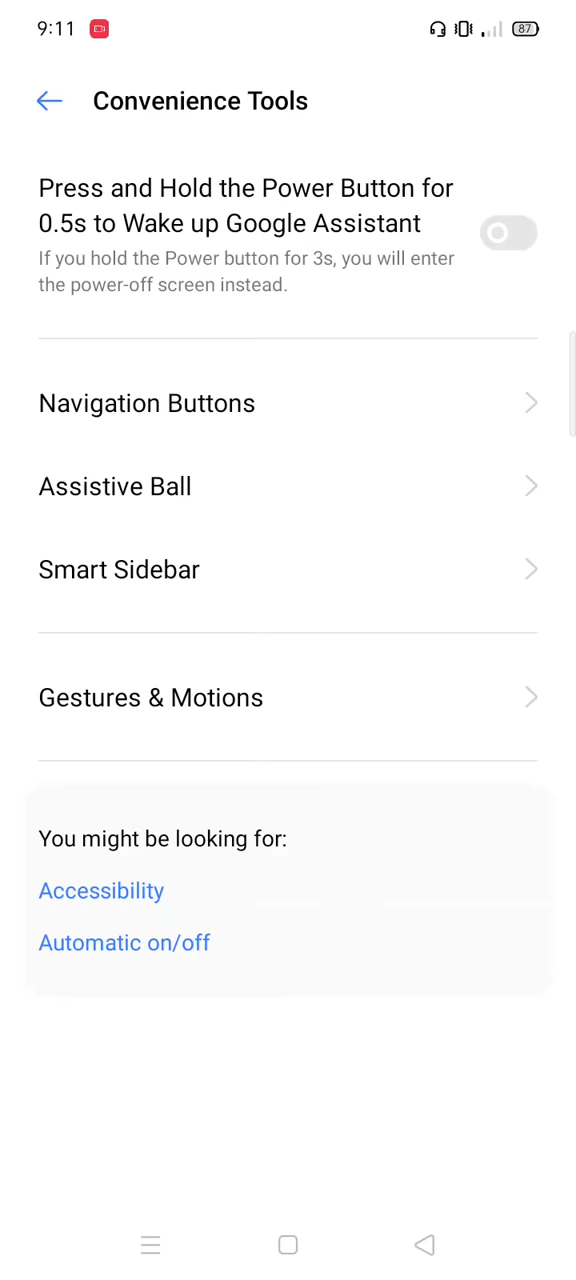 9:11
87
Convenience Tools
Press and Hold the Power Button for
0.5s to Wake up Google Assistant
If you hold the Power button for 3s, you will enter
the power-off screen instead.
Navigation Buttons
Assistive Ball
Smart Sidebar
Gestures & Motions
You might be looking for:
Accessibility
Automatic on/off